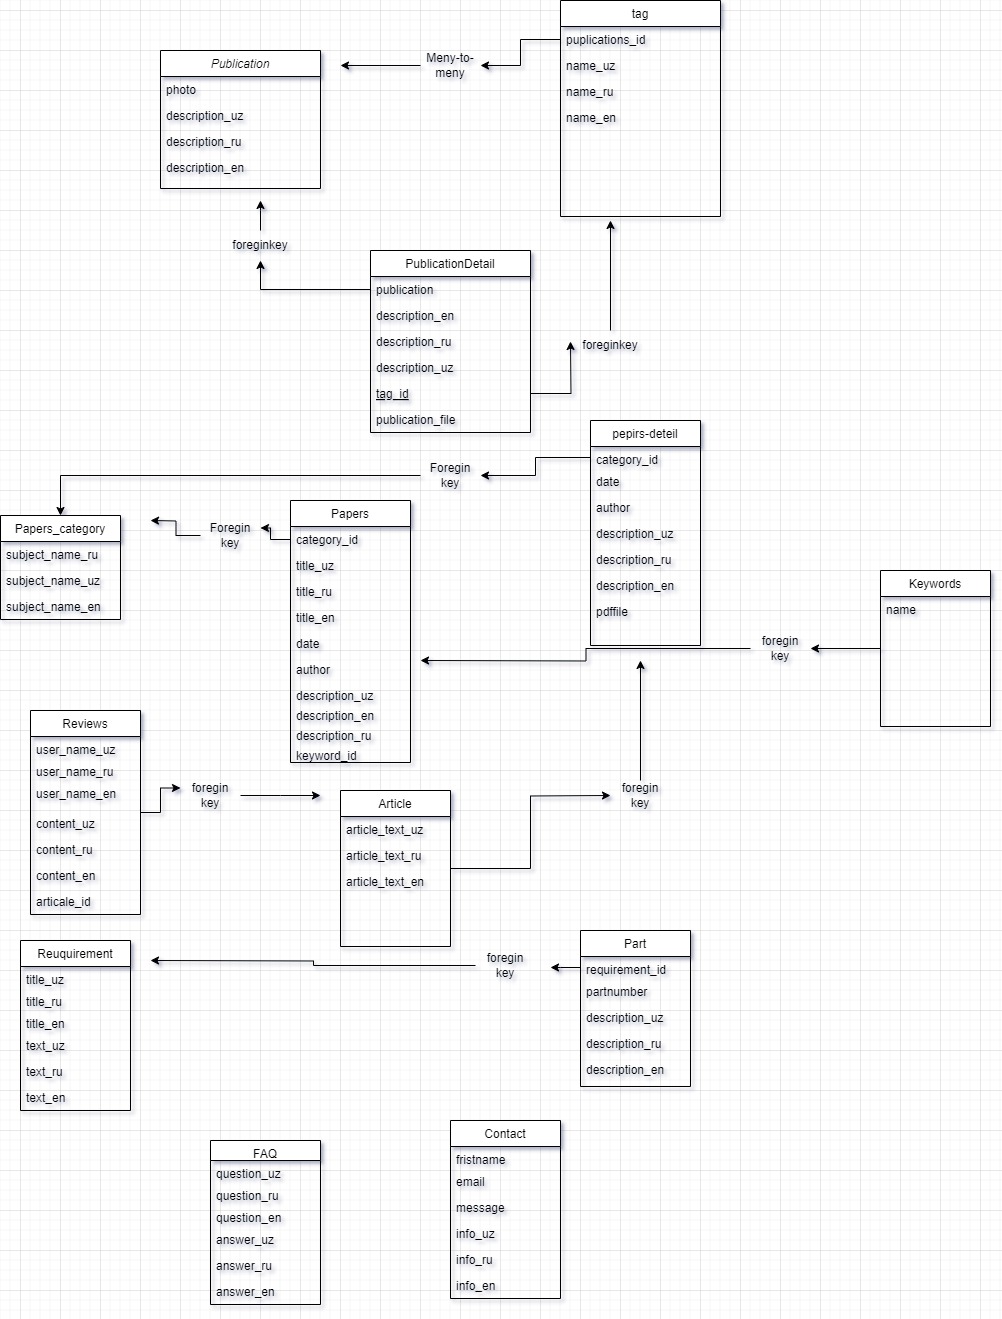 tag
puplications_id
name_uz
name_ru
name_en
Meny-to-
meny
Publication
photo
description_uz
description_ru
description_en
foreginkey
PublicationDetail
publication
description_en
description_ru
description_uz
tag_id
publication_file
foreginkey
pepirs-deteil
category_id
date
author
description_uz
description_ru
description_en
pdffile
Foregin
key
Papers_category
subject_name_ru
subject_name_uz
subject_name_en
Foregin
key
Papers
category_id
title_uz
title_ru
title_en
date
author
description_uz
description_en
description_ru
keyword_id
Keywords
name
foregin
key
Reviews
user_name_uz
user_name_ru
user_name_en
content_uz
content_ru
content_en
articale_id
foregin
key
Article
article_text_uz
article_text_ru
article_text_en
foregin
key
Reuquirement
title_uz
title_ru
title_en
text_uz
text_ru
text_en
foregin
key
Part
requirement_id
partnumber
description_uz
description_ru
description_en
FAQ
question_uz
question_ru
question_en
answer_uz
answer_ru
answer_en
Contact
fristname
email
message
info_uz
info_ru
info_en